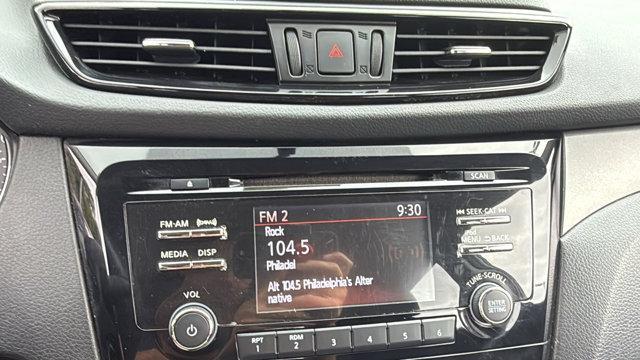 SCAN
FM-AM
MEDIA DISP
VOL
FM 2 9:30
Rock
104.5
Philadel
Alt 104.5 Philadelphia's Alter
native
SEEK·CAT
iPod
MENU BACK
TUNE·SCROLL
ENTER
SETTING
RPT
1
RDM
2
3
4
5
6